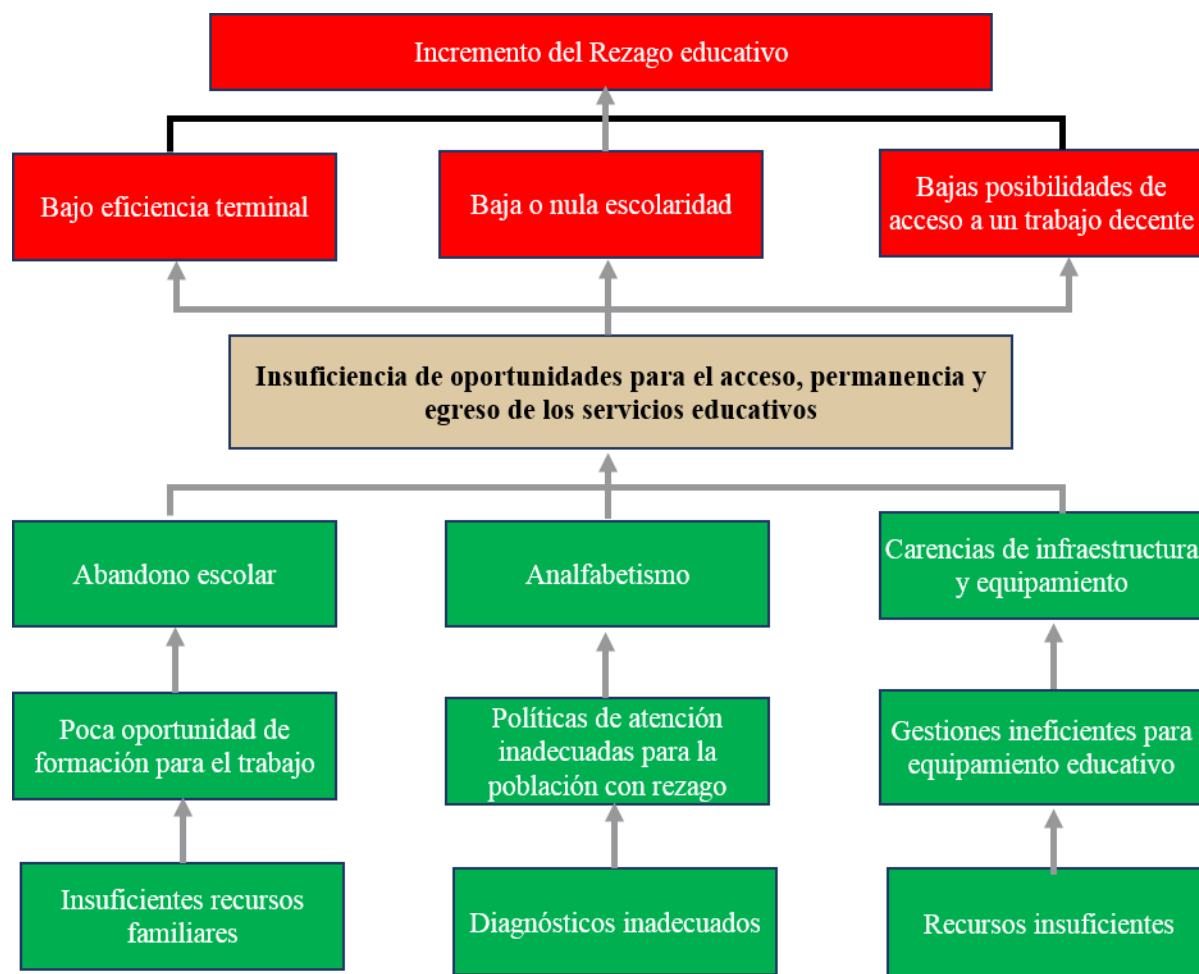 Incremento del Rezago educativo
Bajo eficiencia terminal
Baja o nula escolaridad
Bajas posibilidades de
acceso a un trabajo decente
Insuficiencia de oportunidades para el acceso, permanencia y
egreso de los servicios educativos
Abandono escolar
Analfabetismo
Carencias de infraestructura
y equipamiento
Poca oportunidad de
formación para el trabajo
Políticas de atención
inadecuadas para la
población con rezago
Gestiones ineficientes para
equipamiento educativo
Insuficientes recursos
familiares
Diagnósticos inadecuados
Recursos insuficientes